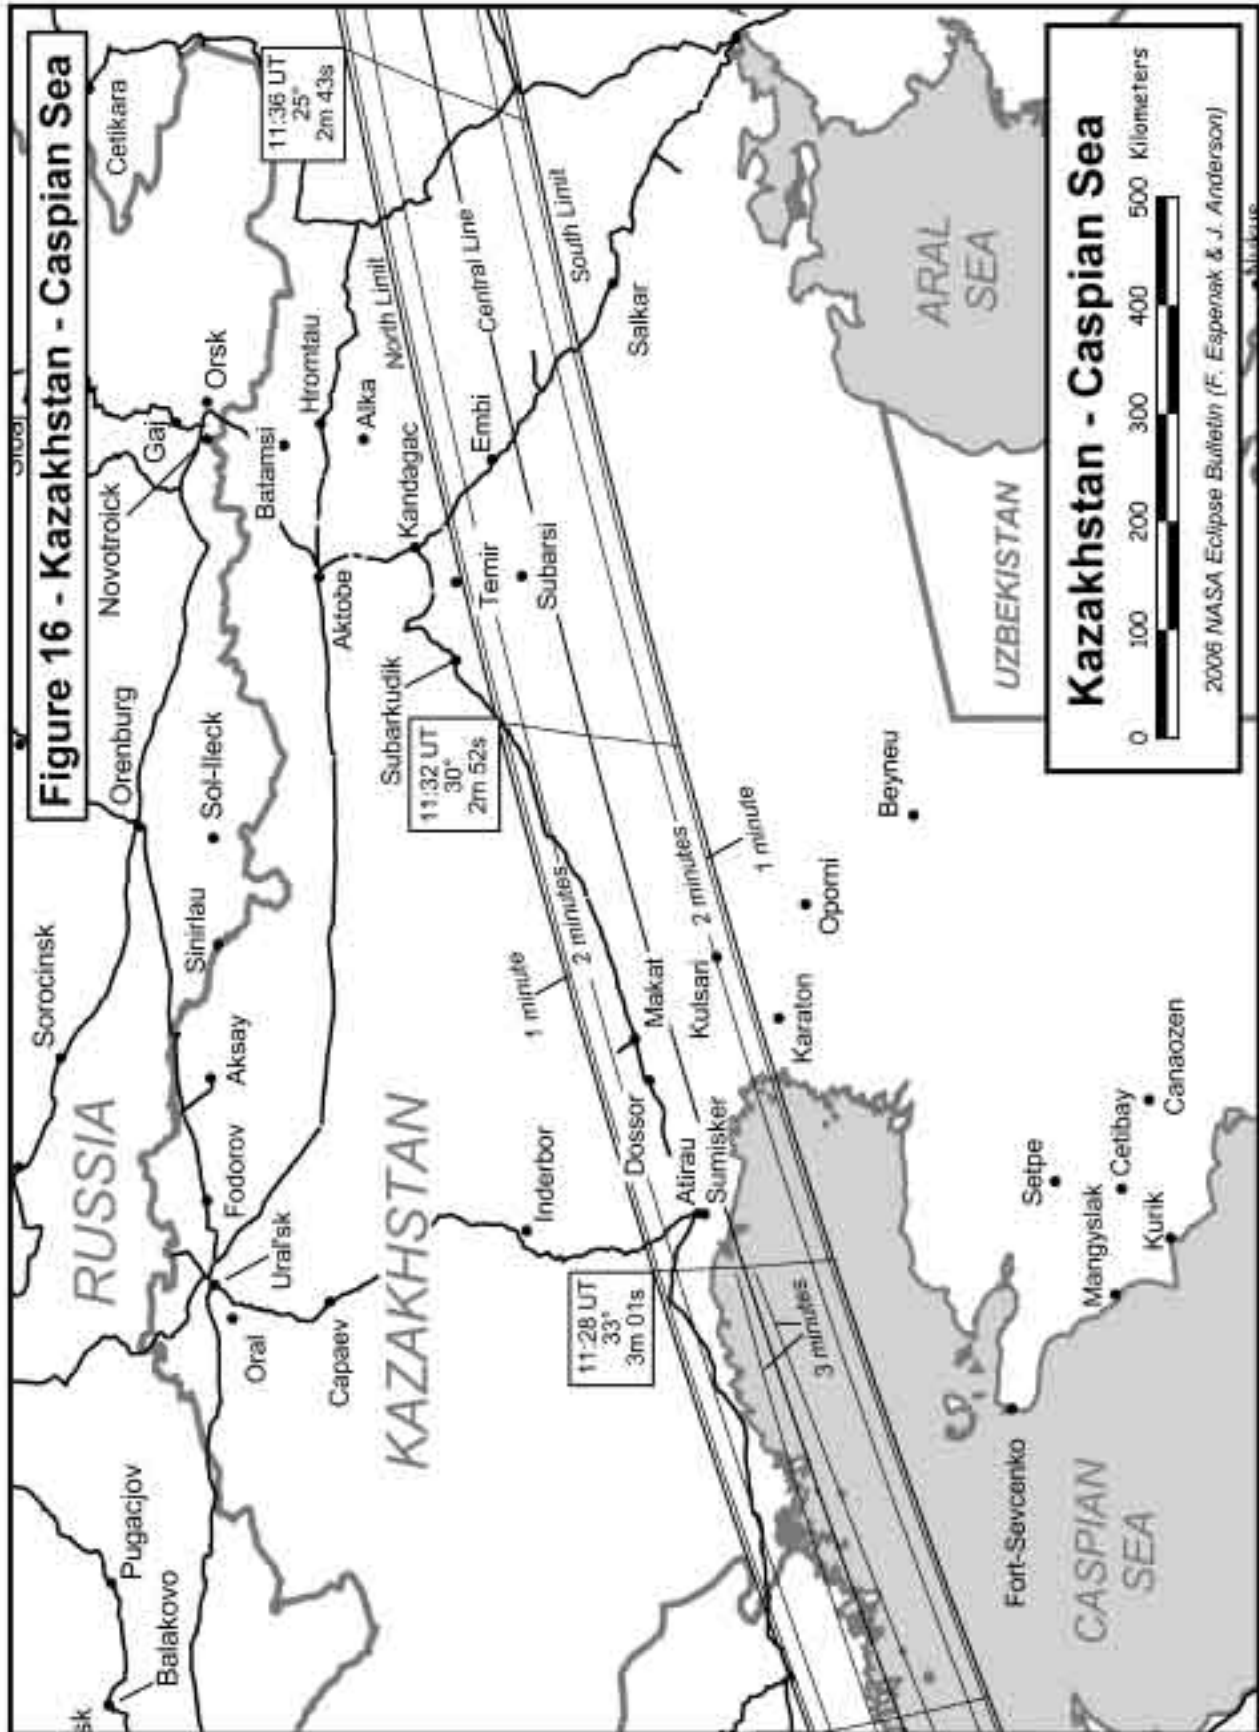 Figure 16 - Kazakhstan - Caspian Sea
RUSSIA
KAZAKHSTAN
UZBEKISTAN
ARAL
SEA
CASPIAN
SEA
Balakovo
Pugacjov
Sorocinsk
Orenburg
Novotroick
Gaj
Orsk
Cetikara
Oral
Ural'sk
Fodorov
Aksay
Sinirlau
Sol-Ileck
Batamsi
Hromtau
Alka
Aktobe
Capaev
Inderbor
Kandagac
Subarkudik
Temir
Embi
Subarsi
Salkar
Dossor
Makat
Atirau
Sumisker
Kulsari
Karaton
Oporni
Beyneu
Fort-Sevcenko
Mangyslak
Setpe
Cetibay
Kurik
Canaozen
11:28 UT
33°
3m 01s
11:32 UT
30°
2m 52s
11:36 UT
25°
2m 43s
North Limit
Central Line
South Limit
1 minute
2 minutes
2 minutes
1 minute
3 minutes
Kazakhstan - Caspian Sea
0 100 200 300 400 500 Kilometers
2006 NASA Eclipse Bulletin (F. Espenak & J. Anderson)